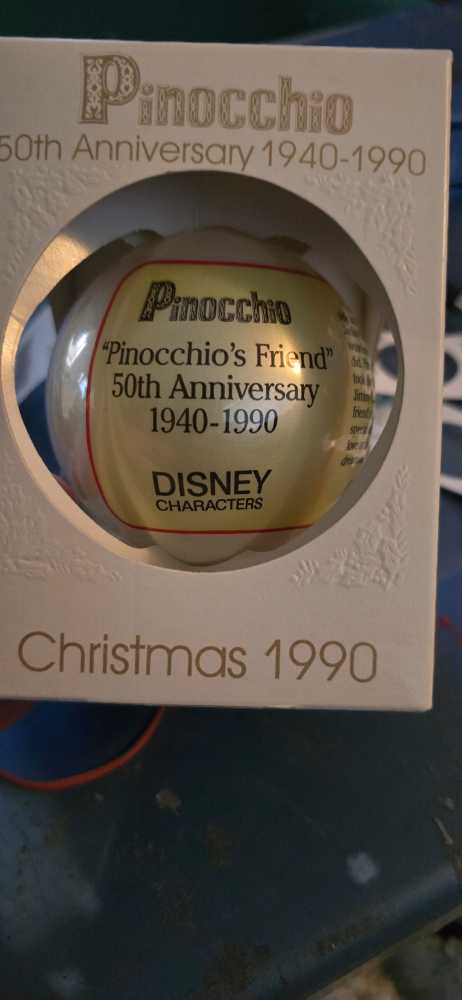 Pinocchio
50th Anniversary 1940-1990
Pinocchio
“Pinocchio’s Friend”
50th Anniversary
1940-1990
DISNEY
CHARACTERS
Christmas 1990